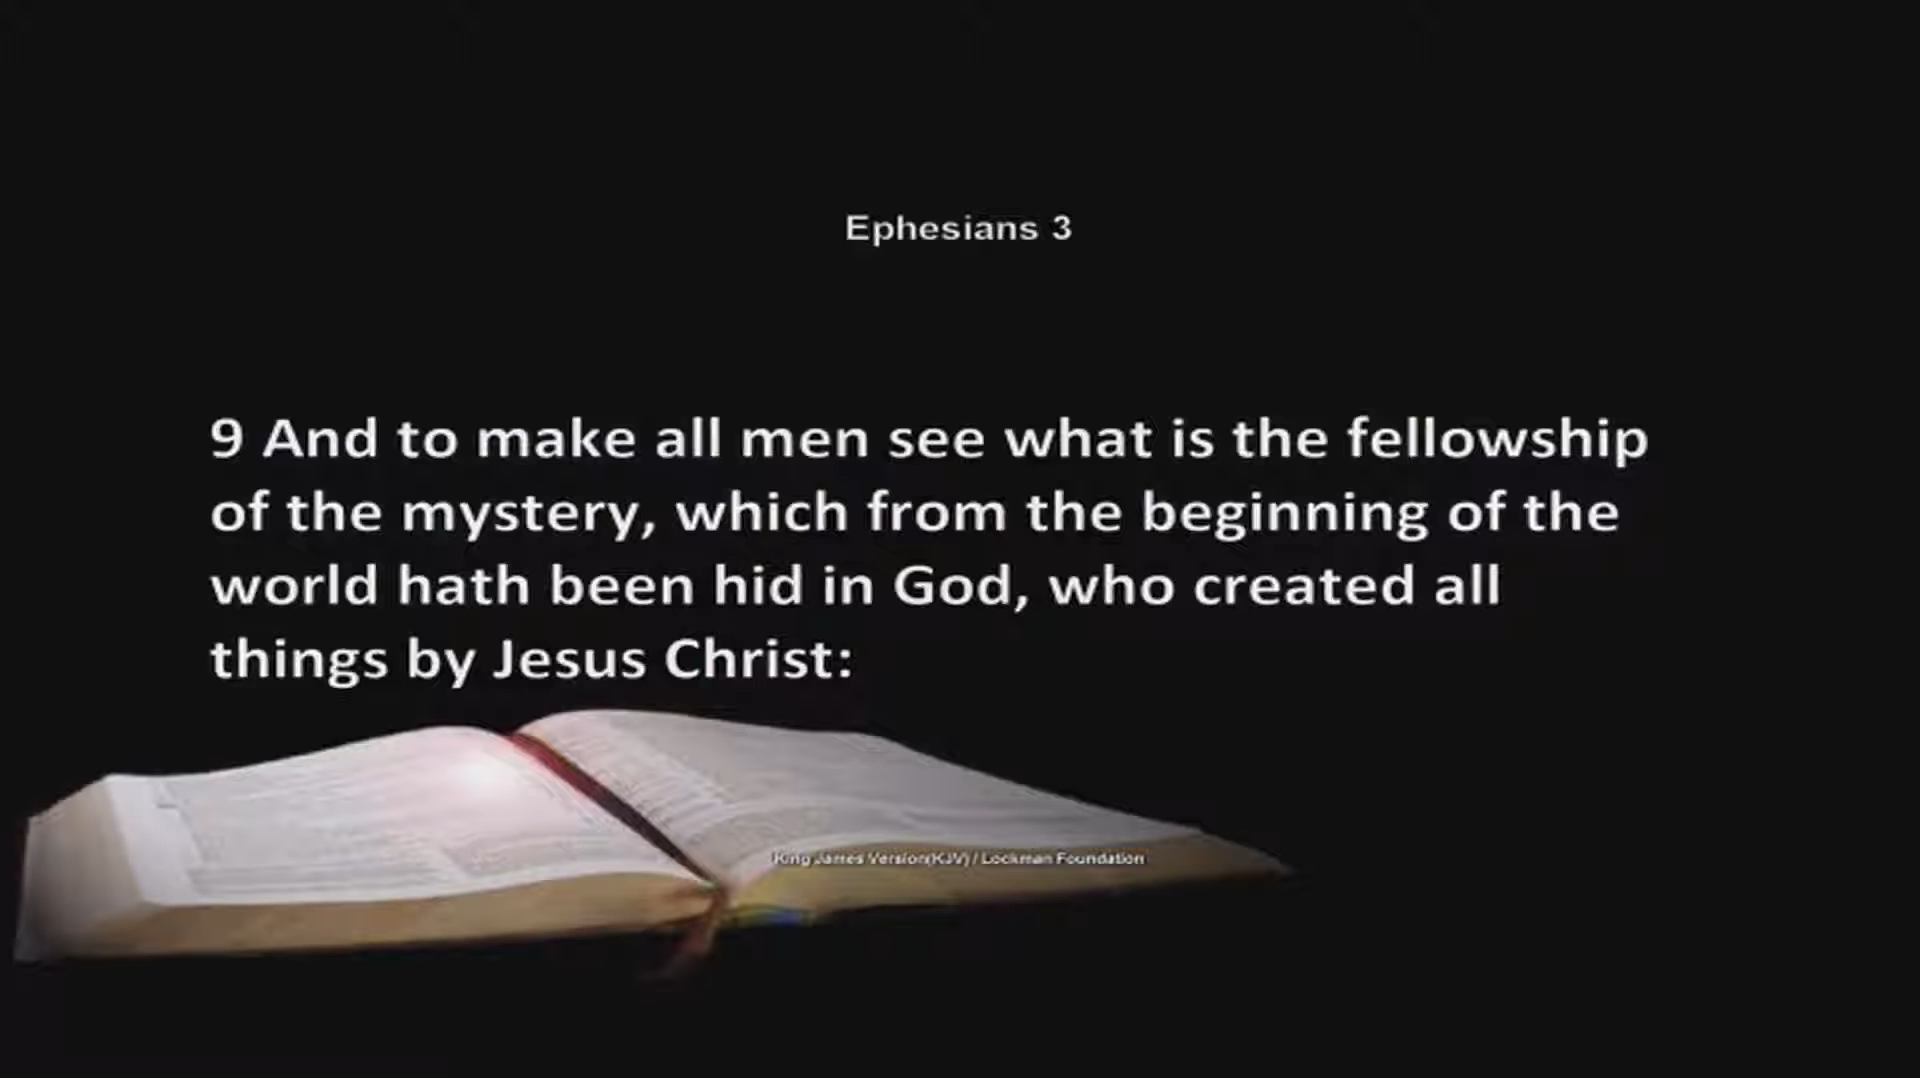 Ephesians 3
9 And to make all men see what is the fellowship
of the mystery, which from the beginning of the
world hath been hid in God, who created all
things by Jesus Christ:
King James Version(KJV) / Lockman Foundation